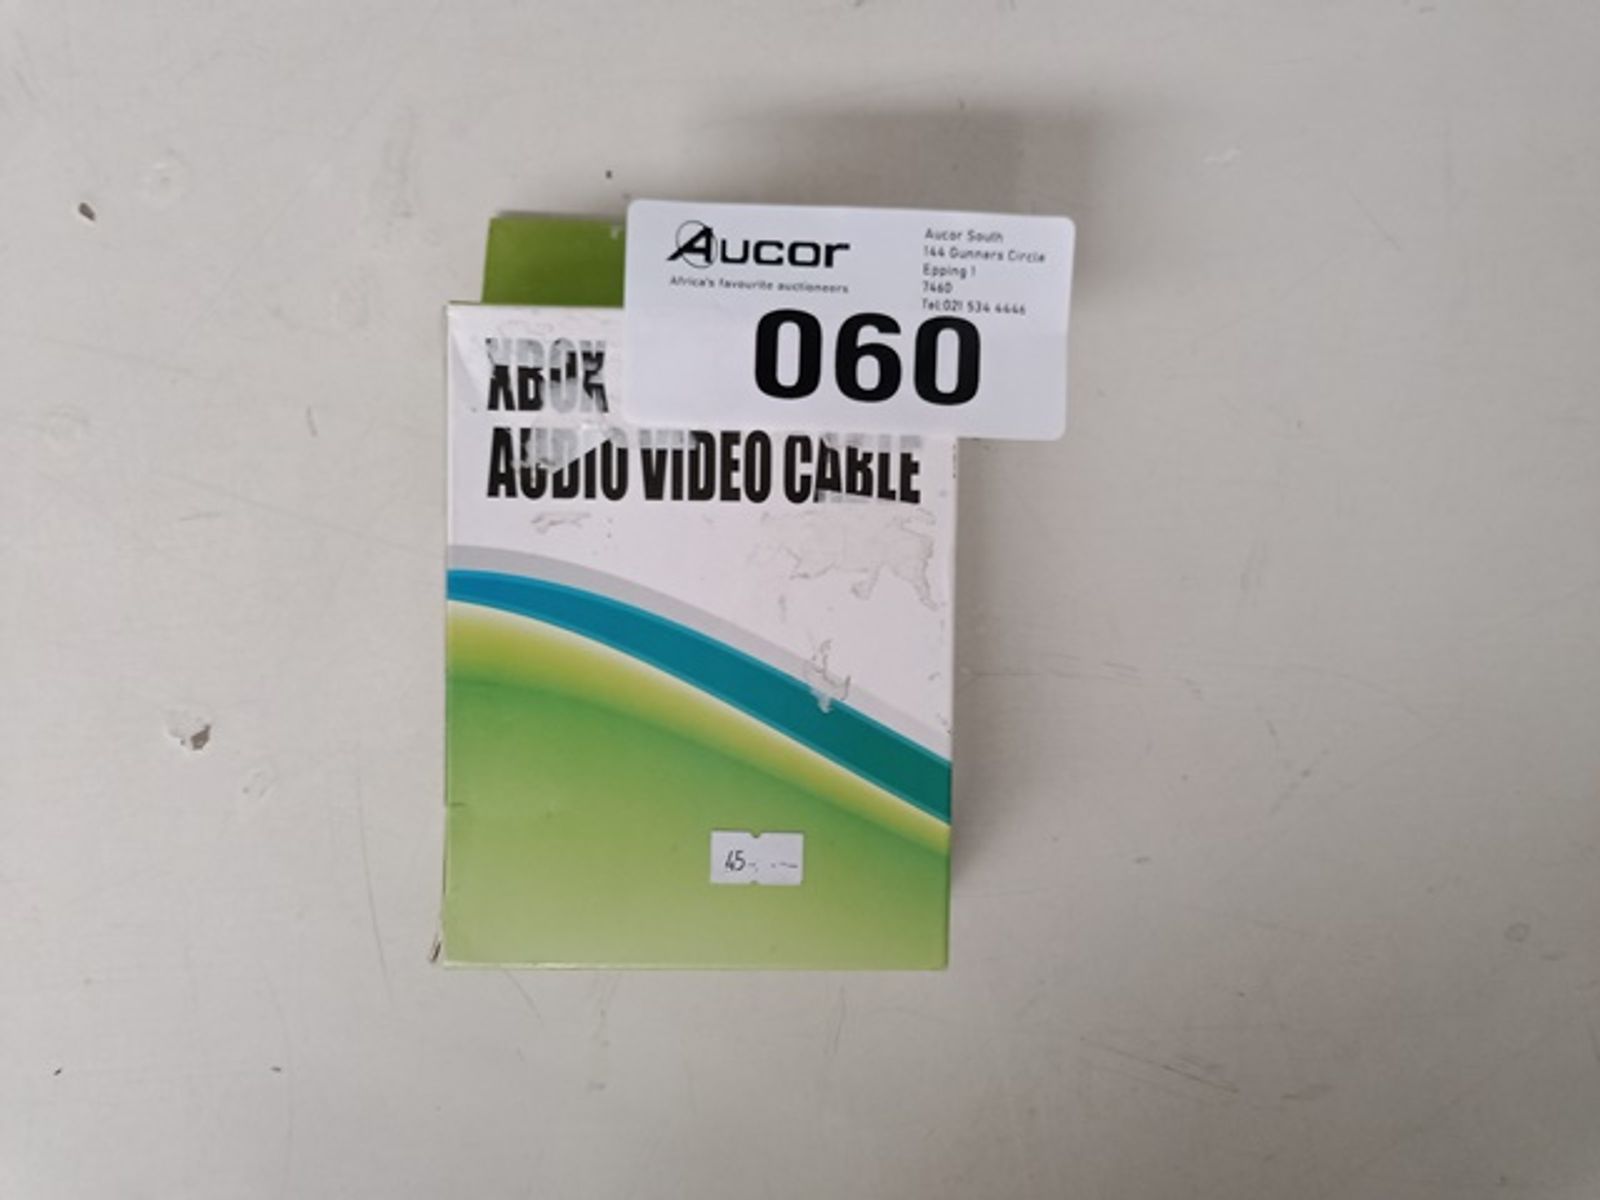 Aucor
Africa's favourite auctioneers
Aucor South
144 Gunners Circle
Epping 1
7460
Tel:021 534 4446
060
XBOX
AUDIO VIDEO CABLE
45-